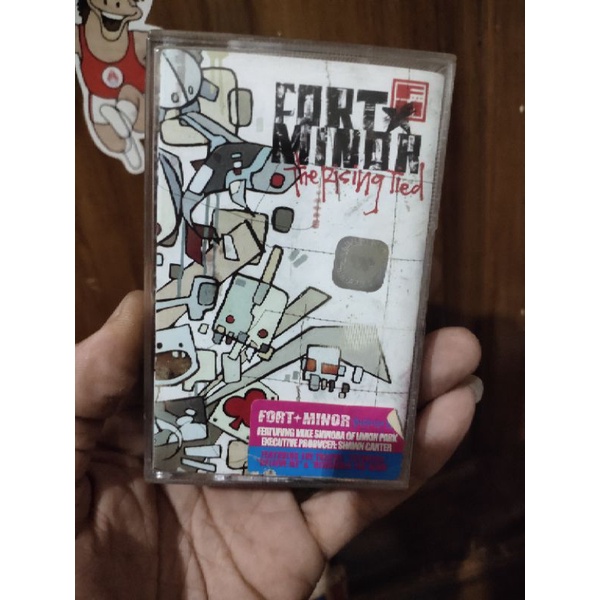 FORT
MINOR
The Rising Tied
FORT+MINOR
FEATURING MIKE SHINODA OF LINKIN PARK
EXECUTIVE PRODUCER: SHAWN CARTER